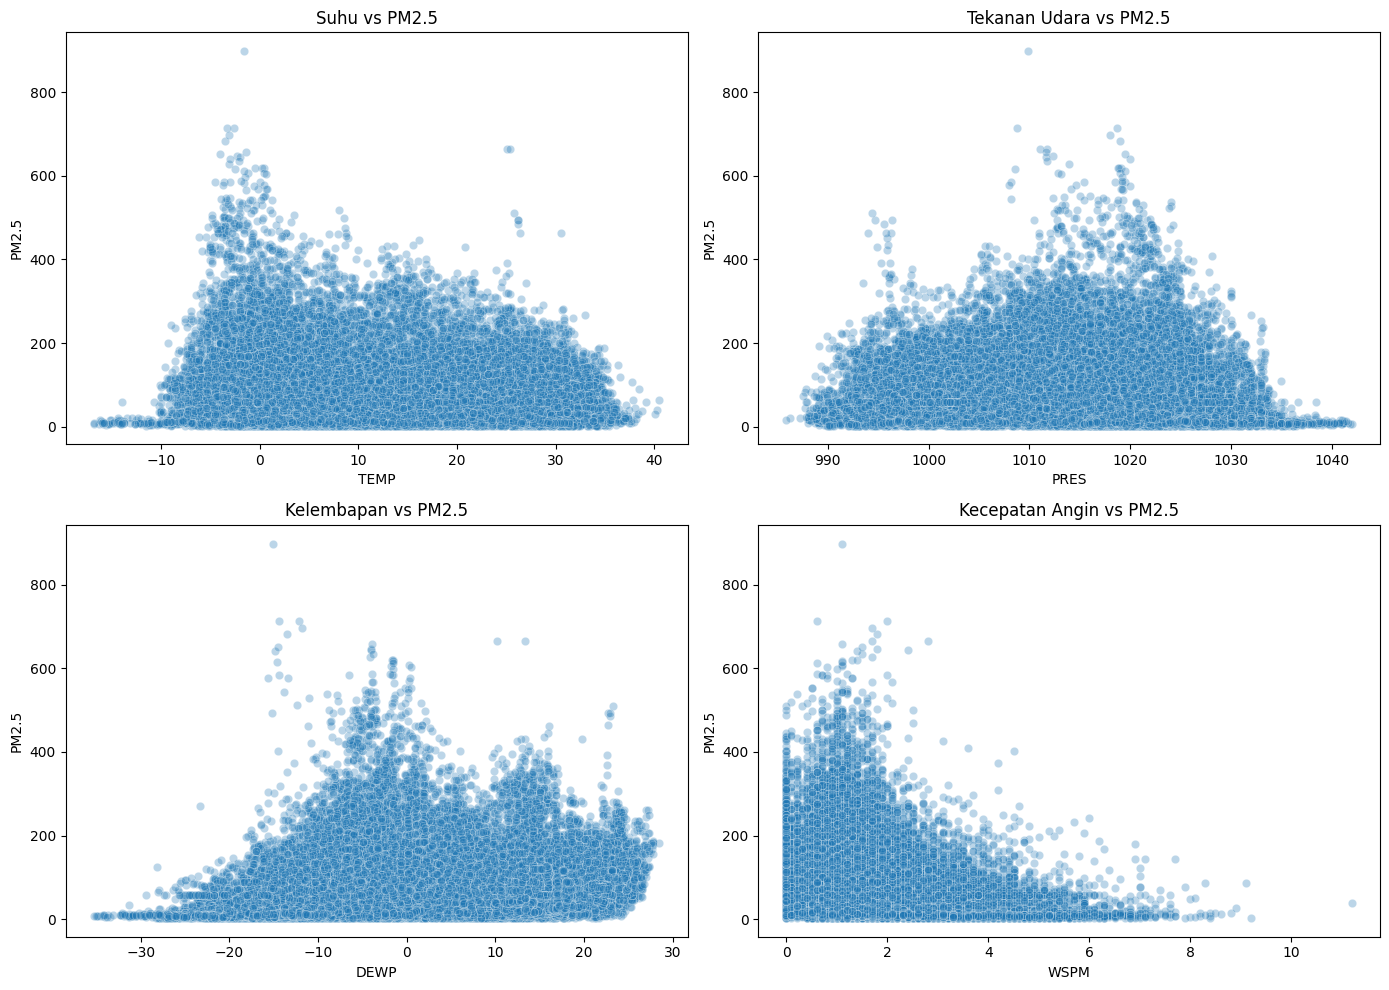 Suhu vs PM2.5
PM2.5
800
600
400
200
0
−10 0 10 20 30 40
TEMP
Tekanan Udara vs PM2.5
PM2.5
800
600
400
200
0
990 1000 1010 1020 1030 1040
PRES
Kelembapan vs PM2.5
PM2.5
800
600
400
200
0
−30 −20 −10 0 10 20 30
DEWP
Kecepatan Angin vs PM2.5
PM2.5
800
600
400
200
0
0 2 4 6 8 10
WSPM